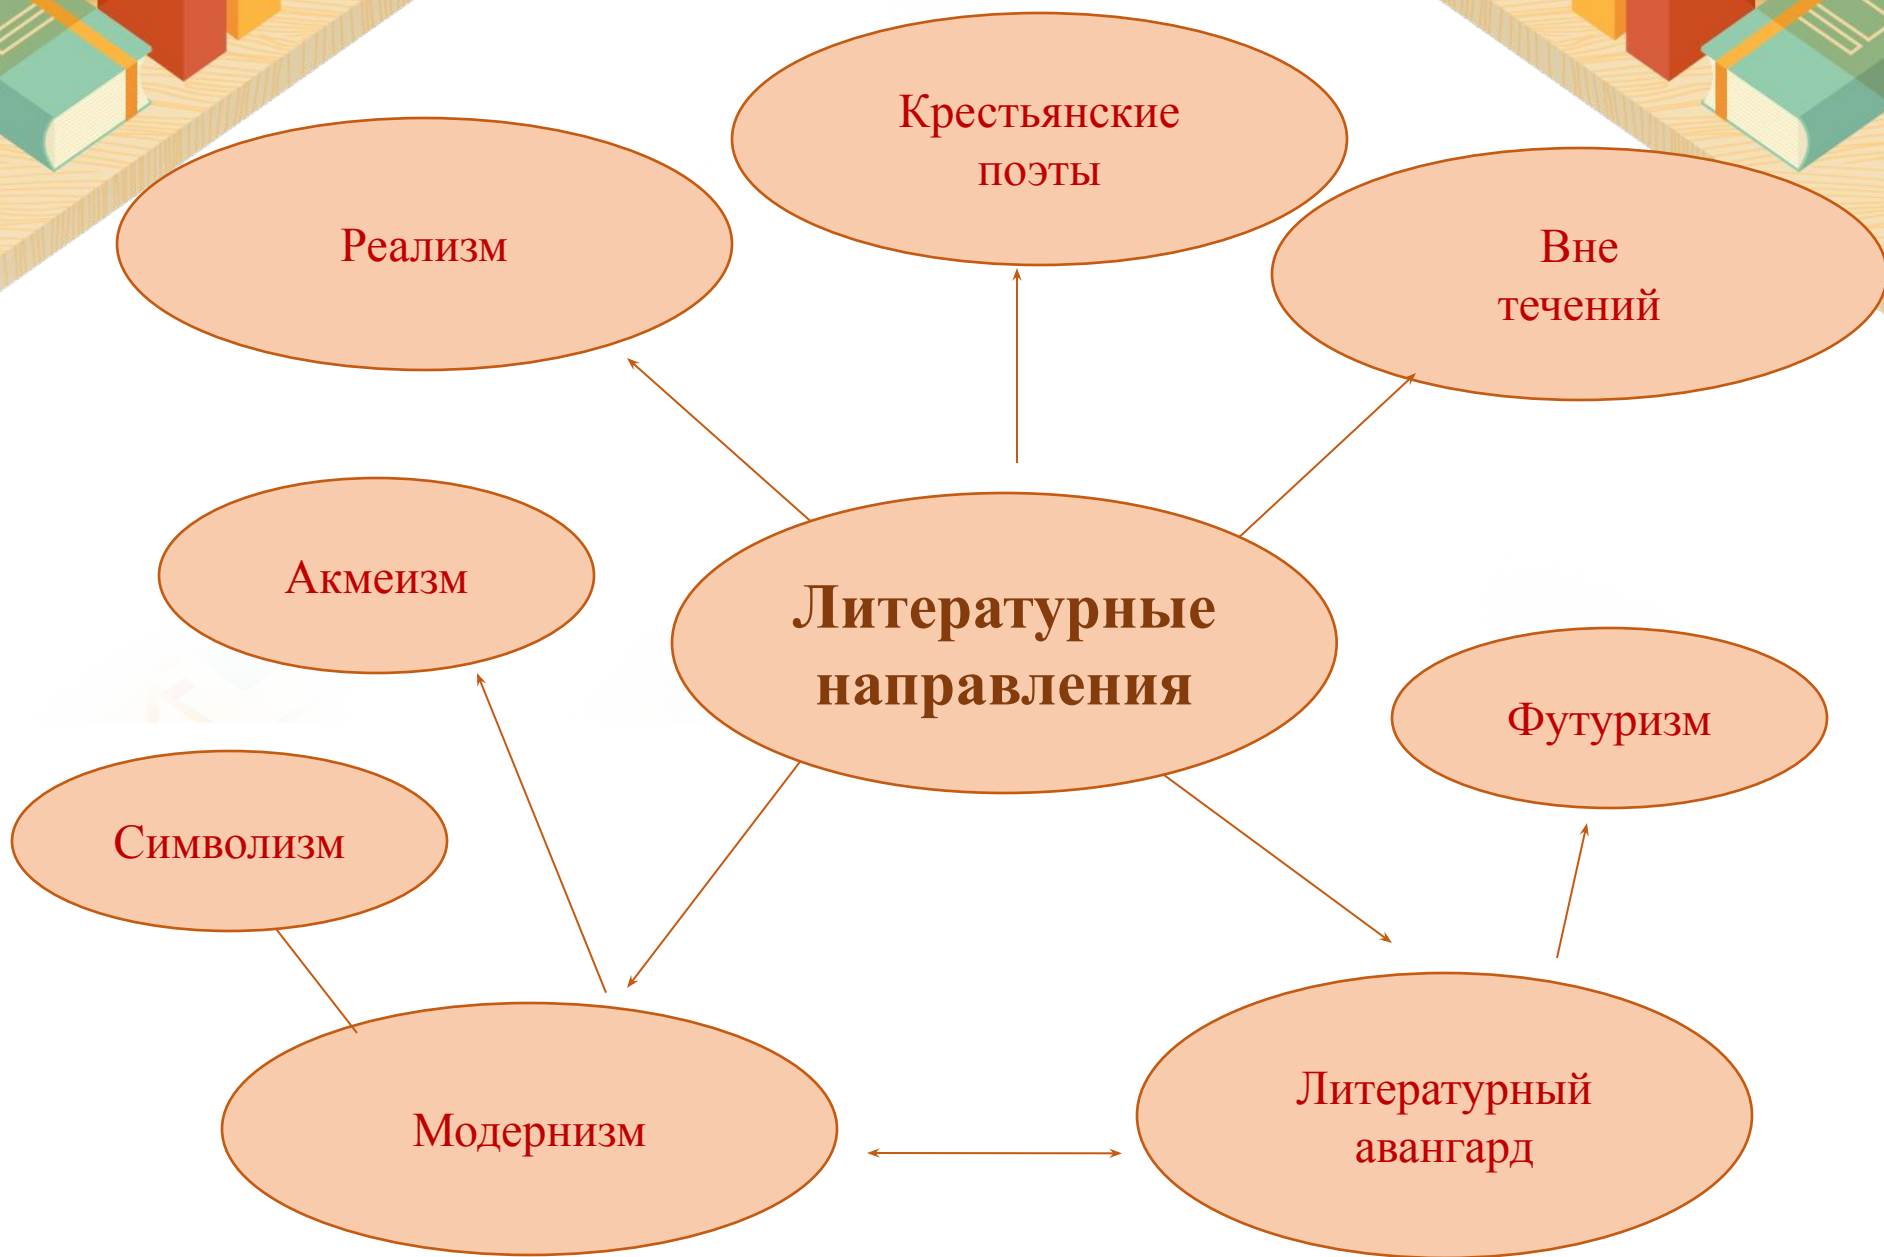 Крестьянские
поэты
Реализм
Вне
течений
Акмеизм
Литературные
направления
Футуризм
Символизм
Модернизм
Литературный
авангард